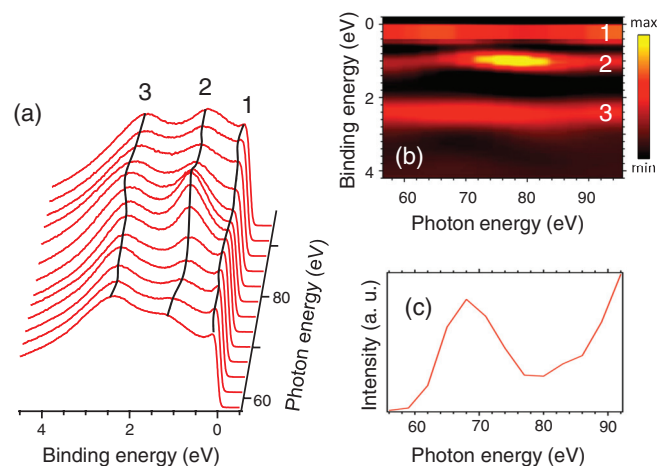 (a)
3
2
1
80
60
Photon energy (eV)
4
2
0
Binding energy (eV)
0
2
4
Binding energy (eV)
1
2
3
(b)
max
min
60
70
80
90
Photon energy (eV)
(c)
Intensity (a. u.)
60
70
80
90
Photon energy (eV)